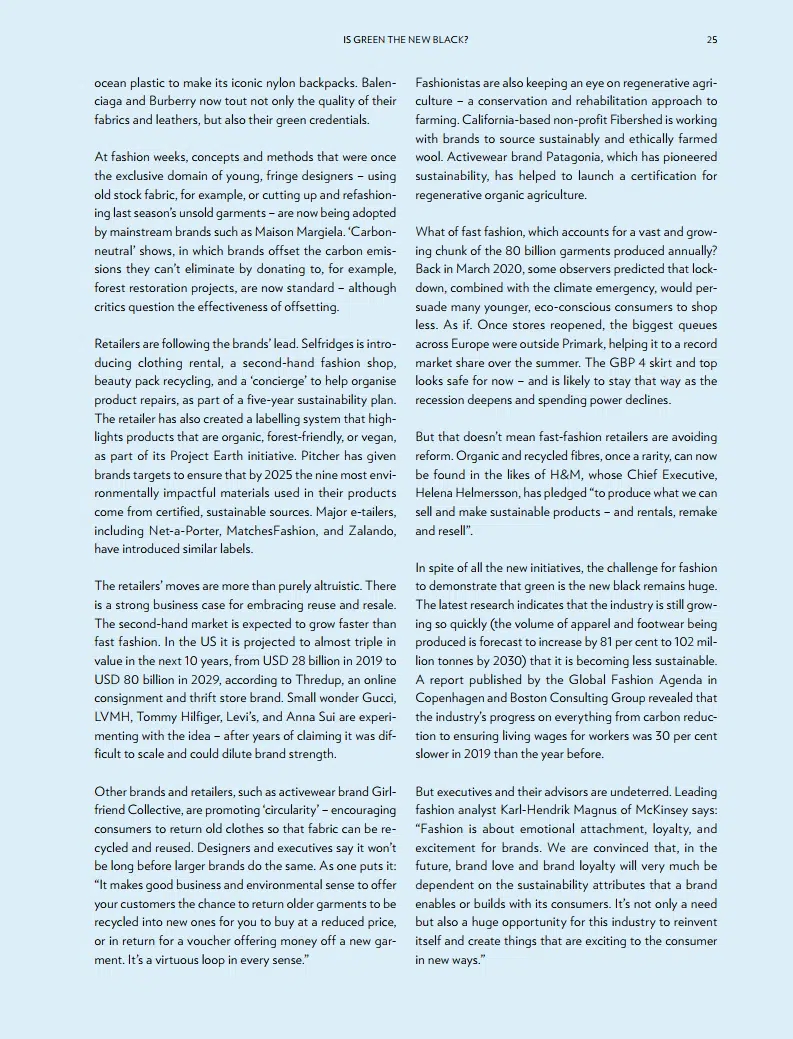 IS GREEN THE NEW BLACK?
25
ocean plastic to make its iconic nylon backpacks. Balen-
ciaga and Burberry now tout not only the quality of their
fabrics and leathers, but also their green credentials.
At fashion weeks, concepts and methods that were once
the exclusive domain of young, fringe designers – using
old stock fabric, for example, or cutting up and refashion-
ing last season’s unsold garments – are now being adopted
by mainstream brands such as Maison Margiela. ‘Carbon-
neutral’ shows, in which brands offset the carbon emis-
sions they can’t eliminate by donating to, for example,
forest restoration projects, are now standard – although
critics question the effectiveness of offsetting.
Retailers are following the brands’ lead. Selfridges is intro-
ducing clothing rental, a second-hand fashion shop,
beauty pack recycling, and a ‘concierge’ to help organise
product repairs, as part of a five-year sustainability plan.
The retailer has also created a labelling system that high-
lights products that are organic, forest-friendly, or vegan,
as part of its Project Earth initiative. Pitcher has given
brands targets to ensure that by 2025 the nine most envi-
ronmentally impactful materials used in their products
come from certified, sustainable sources. Major e-tailers,
including Net-a-Porter, MatchesFashion, and Zalando,
have introduced similar labels.
The retailers’ moves are more than purely altruistic. There
is a strong business case for embracing reuse and resale.
The second-hand market is expected to grow faster than
fast fashion. In the US it is projected to almost triple in
value in the next 10 years, from USD 28 billion in 2019 to
USD 80 billion in 2029, according to Thredup, an online
consignment and thrift store brand. Small wonder Gucci,
LVMH, Tommy Hilfiger, Levi’s, and Anna Sui are experi-
menting with the idea – after years of claiming it was dif-
ficult to scale and could dilute brand strength.
Other brands and retailers, such as activewear brand Girl-
friend Collective, are promoting ‘circularity’ – encouraging
consumers to return old clothes so that fabric can be re-
cycled and reused. Designers and executives say it won’t
be long before larger brands do the same. As one puts it:
“It makes good business and environmental sense to offer
your customers the chance to return older garments to be
recycled into new ones for you to buy at a reduced price,
or in return for a voucher offering money off a new gar-
ment. It’s a virtuous loop in every sense.”
Fashionistas are also keeping an eye on regenerative agri-
culture – a conservation and rehabilitation approach to
farming. California-based non-profit Fibershed is working
with brands to source sustainably and ethically farmed
wool. Activewear brand Patagonia, which has pioneered
sustainability, has helped to launch a certification for
regenerative organic agriculture.
What of fast fashion, which accounts for a vast and grow-
ing chunk of the 80 billion garments produced annually?
Back in March 2020, some observers predicted that lock-
down, combined with the climate emergency, would per-
suade many younger, eco-conscious consumers to shop
less. As if. Once stores reopened, the biggest queues
across Europe were outside Primark, helping it to a record
market share over the summer. The GBP 4 skirt and top
looks safe for now – and is likely to stay that way as the
recession deepens and spending power declines.
But that doesn’t mean fast-fashion retailers are avoiding
reform. Organic and recycled fibres, once a rarity, can now
be found in the likes of H&M, whose Chief Executive,
Helena Helmersson, has pledged “to produce what we can
sell and make sustainable products – and rentals, remake
and resell”.
In spite of all the new initiatives, the challenge for fashion
to demonstrate that green is the new black remains huge.
The latest research indicates that the industry is still grow-
ing so quickly (the volume of apparel and footwear being
produced is forecast to increase by 81 per cent to 102 mil-
lion tonnes by 2030) that it is becoming less sustainable.
A report published by the Global Fashion Agenda in
Copenhagen and Boston Consulting Group revealed that
the industry’s progress on everything from carbon reduc-
tion to ensuring living wages for workers was 30 per cent
slower in 2019 than the year before.
But executives and their advisors are undeterred. Leading
fashion analyst Karl-Hendrik Magnus of McKinsey says:
“Fashion is about emotional attachment, loyalty, and
excitement for brands. We are convinced that, in the
future, brand love and brand loyalty will very much be
dependent on the sustainability attributes that a brand
enables or builds with its consumers. It’s not only a need
but also a huge opportunity for this industry to reinvent
itself and create things that are exciting to the consumer
in new ways.”